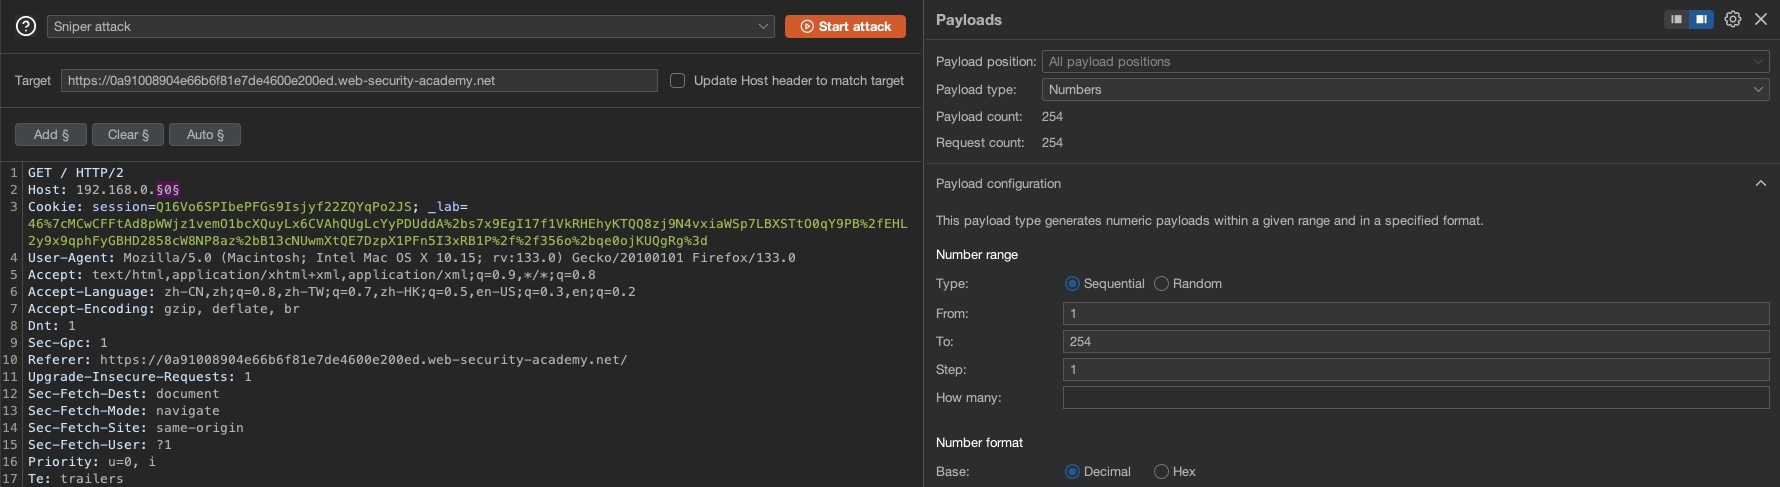 Sniper attack
Start attack
Target
https://0a91008904e66b6f81e7de4600e200ed.web-security-academy.net
Update Host header to match target
Add §
Clear §
Auto §
1 GET / HTTP/2
2 Host: 192.168.0.§0§
3 Cookie: session=Q16Vo6SPIbePFGs9Isjyf22ZQYqPo2JS; _lab=
46%7cMCwCFFtAd8pWWjz1vemO1bcXQuyLx6CVAhQUgLcYyPDUddA%2bs7x9EgI17f1VkRHEhyKTQQ8zj9N4vxiaWSp7LBXSTtO0qY9PB%2fEHL
2y9x9qphFyGBHD2858cW8NP8az%2bB13cNUwmXtQE7DzpX1PFn5I3xRB1P%2f%2f356o%2bqe0ojKUQgRg%3d
4 User-Agent: Mozilla/5.0 (Macintosh; Intel Mac OS X 10.15; rv:133.0) Gecko/20100101 Firefox/133.0
5 Accept: text/html,application/xhtml+xml,application/xml;q=0.9,*/*;q=0.8
6 Accept-Language: zh-CN,zh;q=0.8,zh-TW;q=0.7,zh-HK;q=0.5,en-US;q=0.3,en;q=0.2
7 Accept-Encoding: gzip, deflate, br
8 Dnt: 1
9 Sec-Gpc: 1
10 Referer: https://0a91008904e66b6f81e7de4600e200ed.web-security-academy.net/
11 Upgrade-Insecure-Requests: 1
12 Sec-Fetch-Dest: document
13 Sec-Fetch-Mode: navigate
14 Sec-Fetch-Site: same-origin
15 Sec-Fetch-User: ?1
16 Priority: u=0, i
17 Te: trailers
Payloads
Payload position: All payload positions
Payload type: Numbers
Payload count: 254
Request count: 254
Payload configuration
This payload type generates numeric payloads within a given range and in a specified format.
Number range
Type: Sequential Random
From: 1
To: 254
Step: 1
How many:
Number format
Base: Decimal Hex